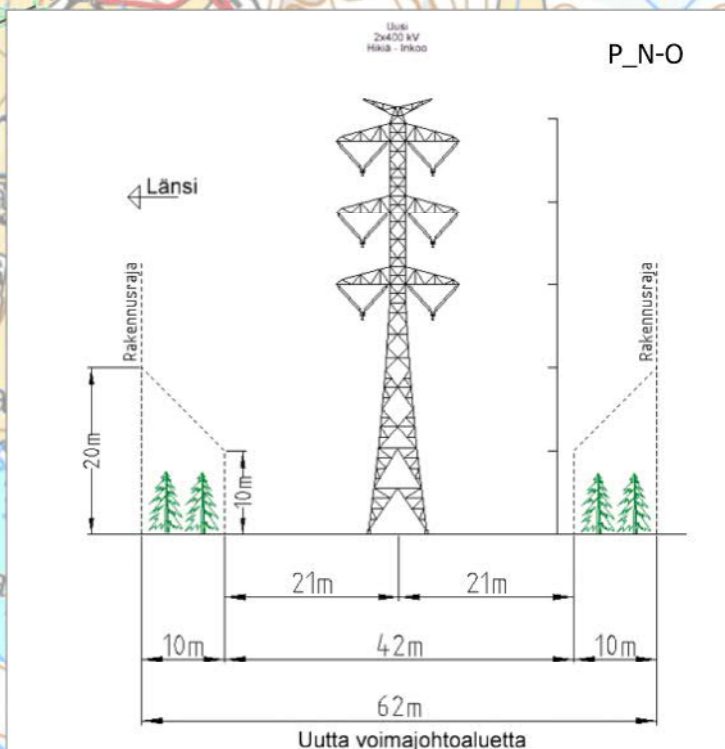 Uusi
2x400 kV
Hikiä - Inkoo
P_N-O
Länsi
Rakennusraja
Rakennusraja
20m
10m
21m
21m
10m
42m
10m
62m
Uutta voimajohtoaluetta